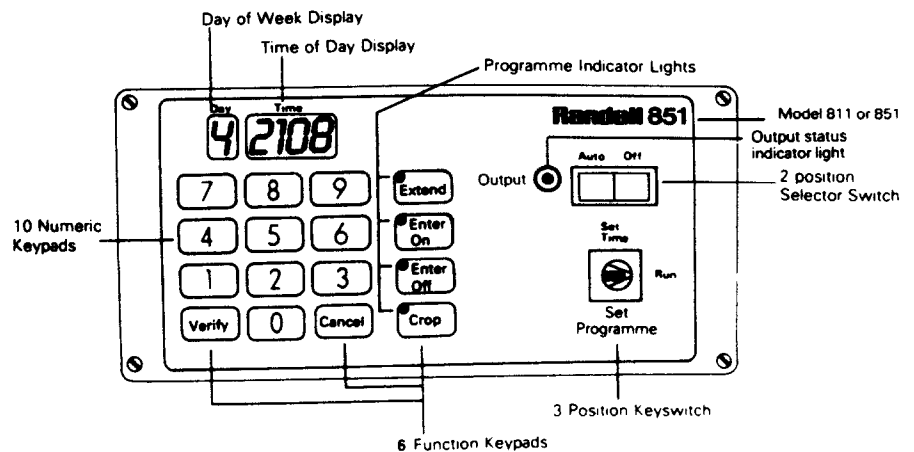 Day of Week Display
Time of Day Display
Programme Indicator Lights
Day Time
4 2108
Randall 851
Model 811 or 851
Output status
indicator light
Auto Off
Output
2 position
Selector Switch
7 8 9 Extend
10 Numeric
Keypads
4 5 6 Enter
On
Set
Time
Run
1 2 3 Enter
Off
Set
Programme
Verify 0 Cancel Crop
3 Position Keyswitch
6 Function Keypads